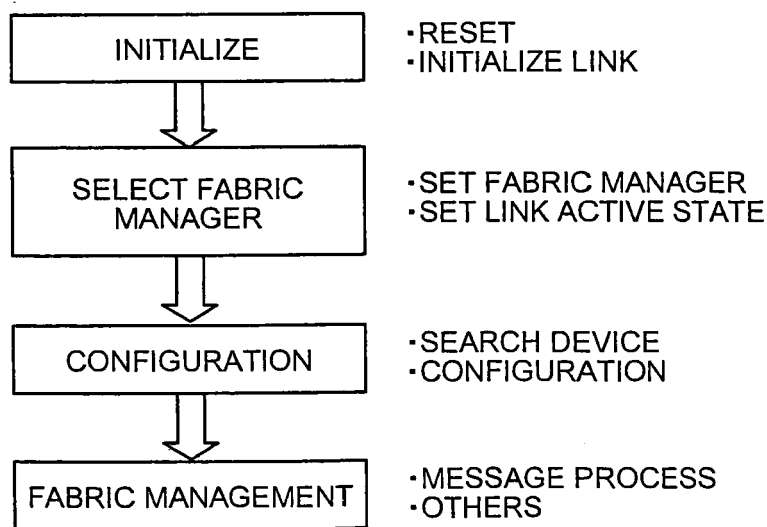 INITIALIZE
·RESET
·INITIALIZE LINK
SELECT FABRIC
MANAGER
·SET FABRIC MANAGER
·SET LINK ACTIVE STATE
CONFIGURATION
·SEARCH DEVICE
·CONFIGURATION
FABRIC MANAGEMENT
·MESSAGE PROCESS
·OTHERS